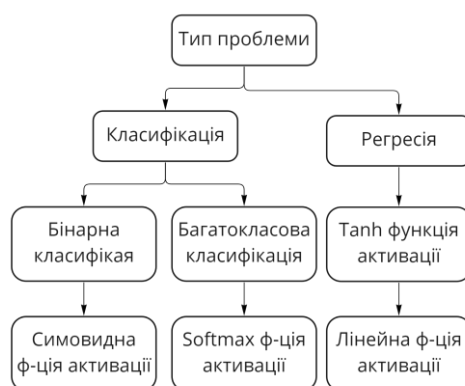 Тип проблеми
Класифікація
Регресія
Бінарна
класифікая
Багатокласова
класифікація
Tanh функція
активації
Симовидна
ф-ція активації
Softmax ф-ція
активації
Лінейна ф-ція
активації